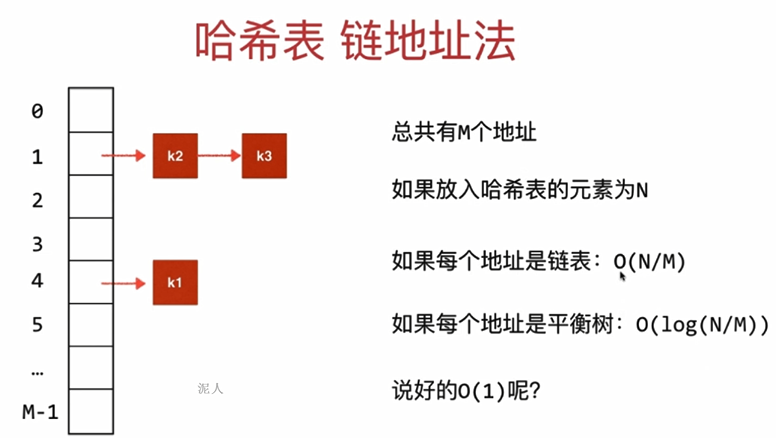 哈希表 链地址法
0
1
k2
k3
2
3
4
k1
5
…
M-1
总共有M个地址
如果放入哈希表的元素为N
如果每个地址是链表：O(N/M)
如果每个地址是平衡树：O(log(N/M))
说好的O(1)呢？
泥人